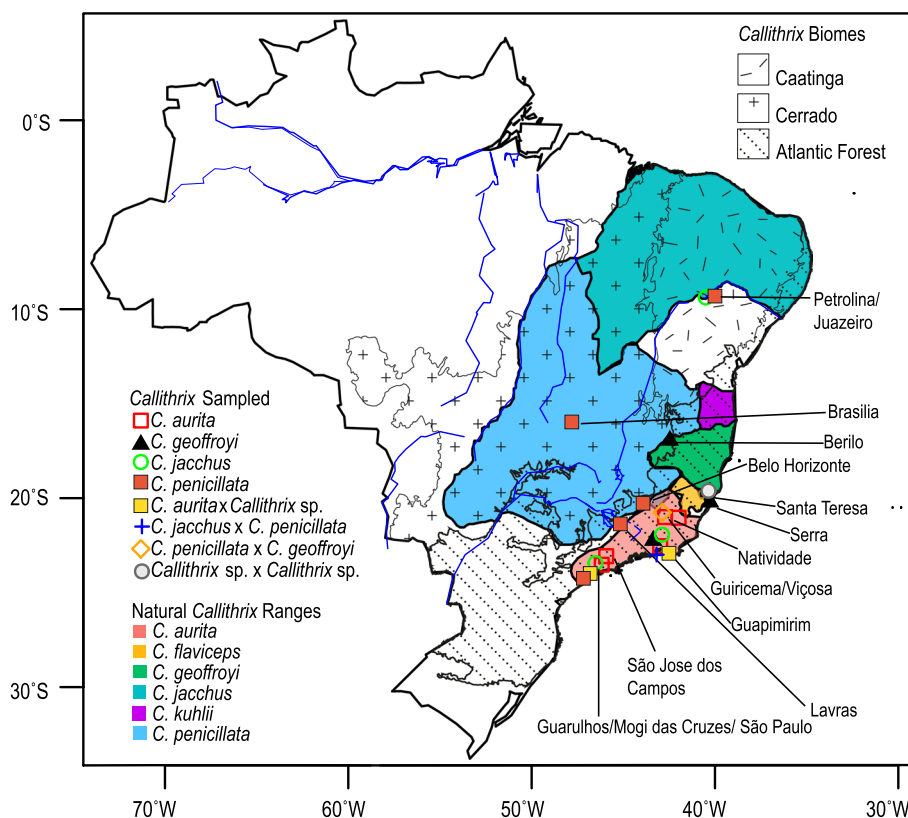 Callithrix Biomes
Caatinga
Cerrado
Atlantic Forest
0°S
10°S
20°S
30°S
Petrolina/
Juazeiro
Brasilia
Berilo
Belo Horizonte
Santa Teresa
Serra
Natividade
Guiricema/Viçosa
Guapimirim
São Jose dos
Campos
Lavras
Guarulhos/Mogi das Cruzes/ São Paulo
Callithrix Sampled
C. aurita
C. geoffroyi
C. jacchus
C. penicillata
C. aurita x Callithrix sp.
C. jacchus x C. penicillata
C. penicillata x C. geoffroyi
Callithrix sp. x Callithrix sp.
Natural Callithrix Ranges
C. aurita
C. flaviceps
C. geoffroyi
C. jacchus
C. kuhlii
C. penicillata
70°W
60°W
50°W
40°W
30°W